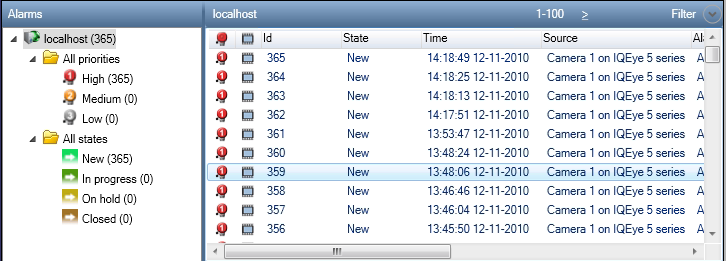 Alarms
localhost (365)
All priorities
High (365)
Medium (0)
Low (0)
All states
New (365)
In progress (0)
On hold (0)
Closed (0)
localhost 1-100 ≥ Filter
Id State Time Source
365 New 14:18:49 12-11-2010 Camera 1 on IQEye 5 series
364 New 14:18:25 12-11-2010 Camera 1 on IQEye 5 series
363 New 14:18:13 12-11-2010 Camera 1 on IQEye 5 series
362 New 14:17:51 12-11-2010 Camera 1 on IQEye 5 series
361 New 13:53:47 12-11-2010 Camera 1 on IQEye 5 series
360 New 13:48:24 12-11-2010 Camera 1 on IQEye 5 series
359 New 13:48:06 12-11-2010 Camera 1 on IQEye 5 series
358 New 13:46:46 12-11-2010 Camera 1 on IQEye 5 series
357 New 13:46:04 12-11-2010 Camera 1 on IQEye 5 series
356 New 13:45:50 12-11-2010 Camera 1 on IQEye 5 series